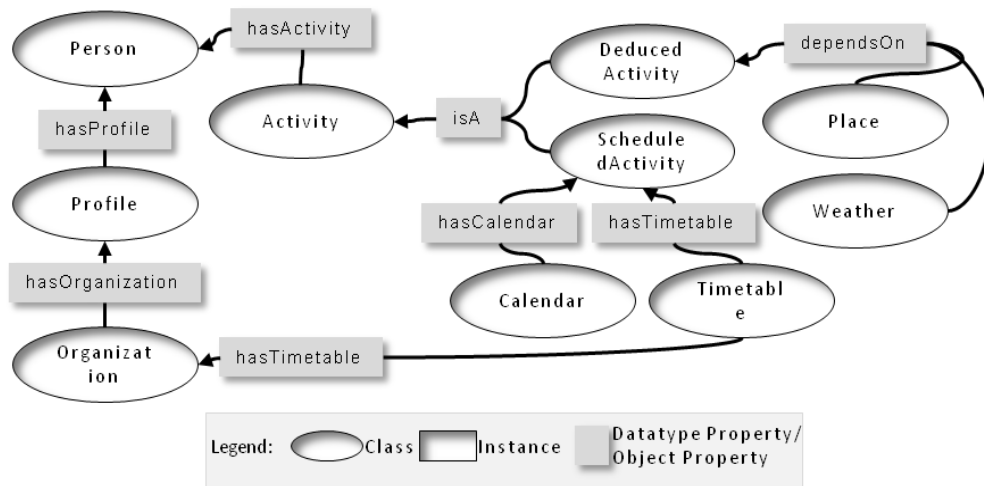 Person
hasActivity
Deduced
Activity
dependsOn
hasProfile
Activity
isA
Place
Schedule
dActivity
Profile
Weather
hasCalendar
hasTimetable
hasOrganization
Calendar
Timetabl
e
Organizat
ion
hasTimetable
Legend:
Class
Instance
Datatype Property/
Object Property